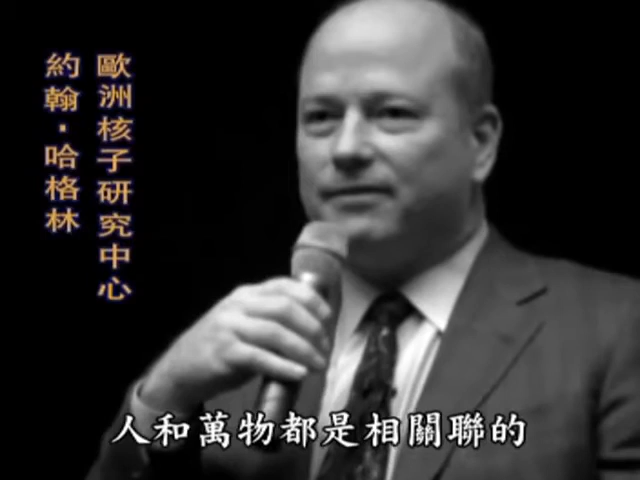 歐洲核子研究中心
約翰·哈格林
人和萬物都是相關聯的